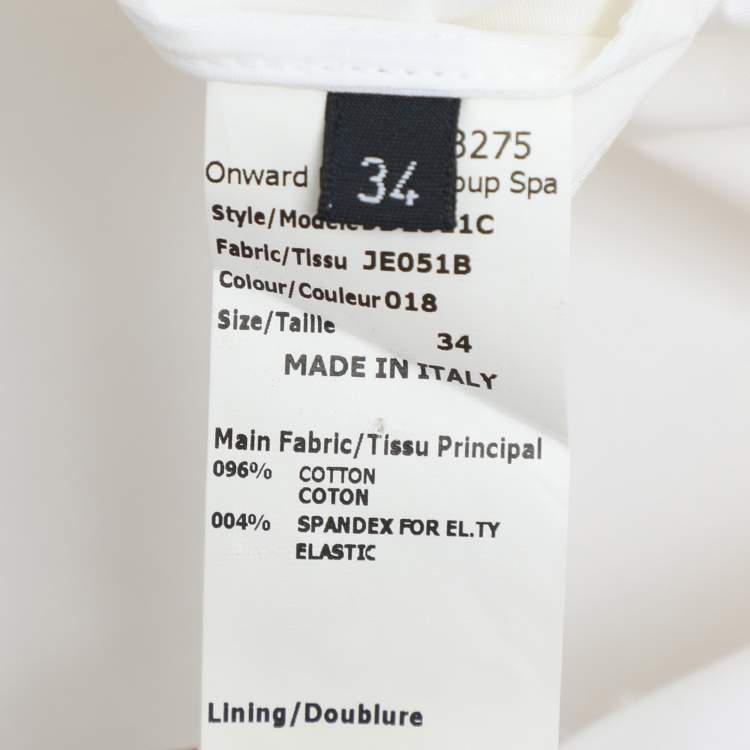 34
3275
Onward oup Spa
Style/Modele 1C
Fabric/Tissu JE051B
Colour/Couleur 018
Size/Taille 34
MADE IN ITALY
Main Fabric/Tissu Principal
096% COTTON
COTON
004% SPANDEX FOR EL.TY
ELASTIC
Lining/Doublure